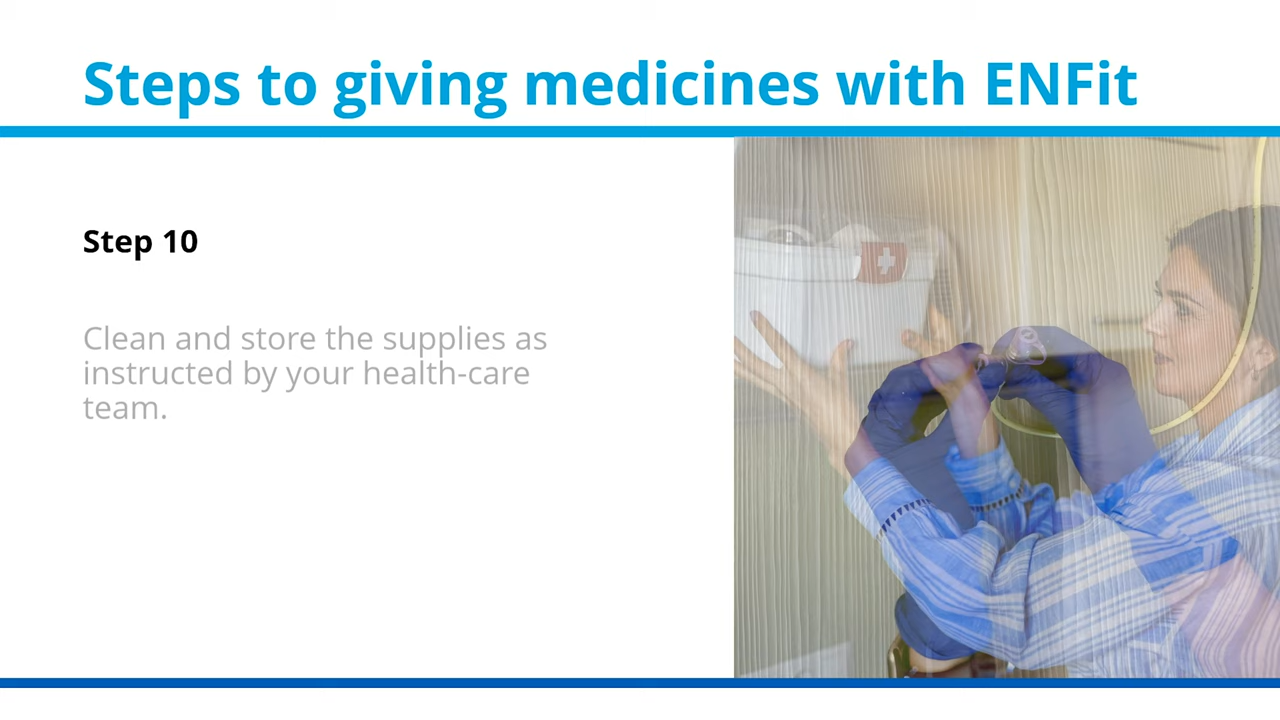 Steps to giving medicines with ENFit
Step 10
Clean and store the supplies as
instructed by your health-care
team.